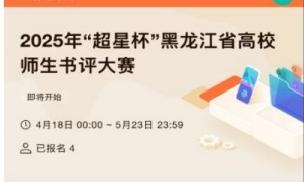 2025年“超星杯”黑龙江省高校
师生书评大赛
即将开始
4月18日 00:00 ~ 5月23日 23:59
已报名 4